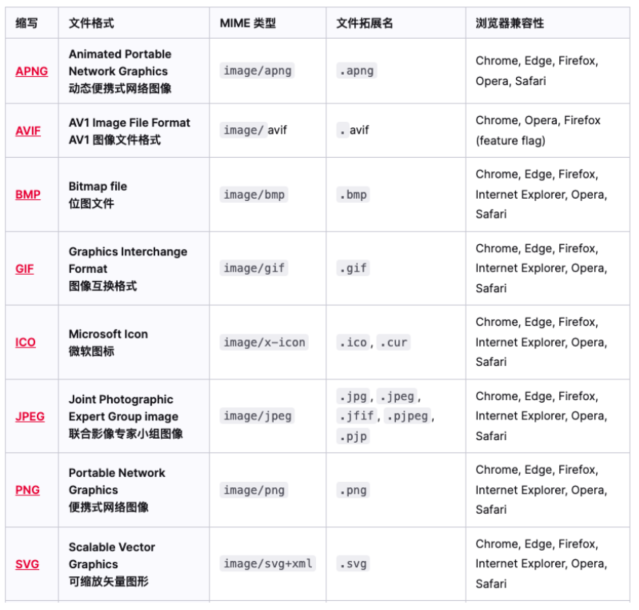 缩写 文件格式 MIME 类型 文件拓展名 浏览器兼容性
APNG
Animated Portable
Network Graphics
动态便携式网络图像
image/apng
.apng
Chrome, Edge, Firefox,
Opera, Safari
AVIF
AV1 Image File Format
AV1 图像文件格式
image/ avif
. avif
Chrome, Opera, Firefox
(feature flag)
BMP
Bitmap file
位图文件
image/bmp
.bmp
Chrome, Edge, Firefox,
Internet Explorer, Opera,
Safari
GIF
Graphics Interchange
Format
图像互换格式
image/gif
.gif
Chrome, Edge, Firefox,
Internet Explorer, Opera,
Safari
ICO
Microsoft Icon
微软图标
image/x-icon
.ico, .cur
Chrome, Edge, Firefox,
Internet Explorer, Opera,
Safari
JPEG
Joint Photographic
Expert Group image
联合影像专家小组图像
image/jpeg
.jpg, .jpeg,
.jfif, .pjpeg,
.pjp
Chrome, Edge, Firefox,
Internet Explorer, Opera,
Safari
PNG
Portable Network
Graphics
便携式网络图像
image/png
.png
Chrome, Edge, Firefox,
Internet Explorer, Opera,
Safari
SVG
Scalable Vector
Graphics
可缩放矢量图形
image/svg+xml
.svg
Chrome, Edge, Firefox,
Internet Explorer, Opera,
Safari